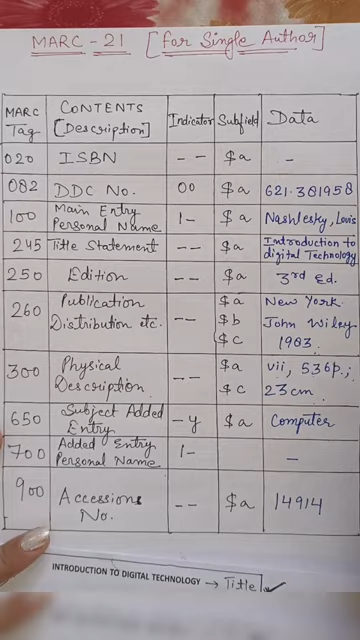 MARC - 21 [For Single Author]
MARC Tag CONTENTS [Description] Indicator Subfield Data
020 ISBN -- $a -
082 DDC No. 00 $a 621.381958
100 Main Entry Personal Name 1- $a Nashlesky, Louis
245 Title Statement -- $a Introduction to digital Technology
250 Edition -- $a 3rd Ed.
260 Publication Distribution etc. -- $a New York.
$b John Wiley
$c 1983.
300 Physical Description -- $a vii, 536p.;
$c 23cm.
650 Subject Added Entry -y $a Computer
700 Added Entry Personal Name 1- -
900 Accessions No. -- $a 14914
INTRODUCTION TO DIGITAL TECHNOLOGY → Title